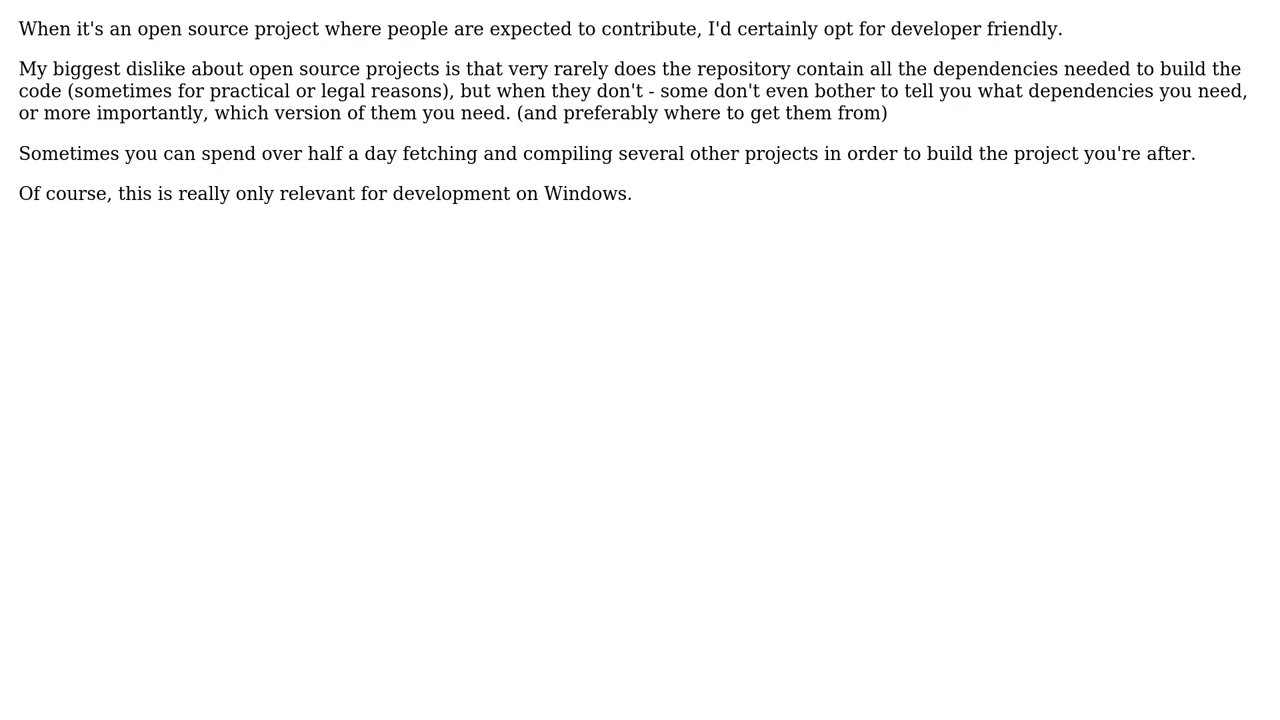 When it's an open source project where people are expected to contribute, I'd certainly opt for developer friendly.
My biggest dislike about open source projects is that very rarely does the repository contain all the dependencies needed to build the
code (sometimes for practical or legal reasons), but when they don't - some don't even bother to tell you what dependencies you need,
or more importantly, which version of them you need. (and preferably where to get them from)
Sometimes you can spend over half a day fetching and compiling several other projects in order to build the project you're after.
Of course, this is really only relevant for development on Windows.